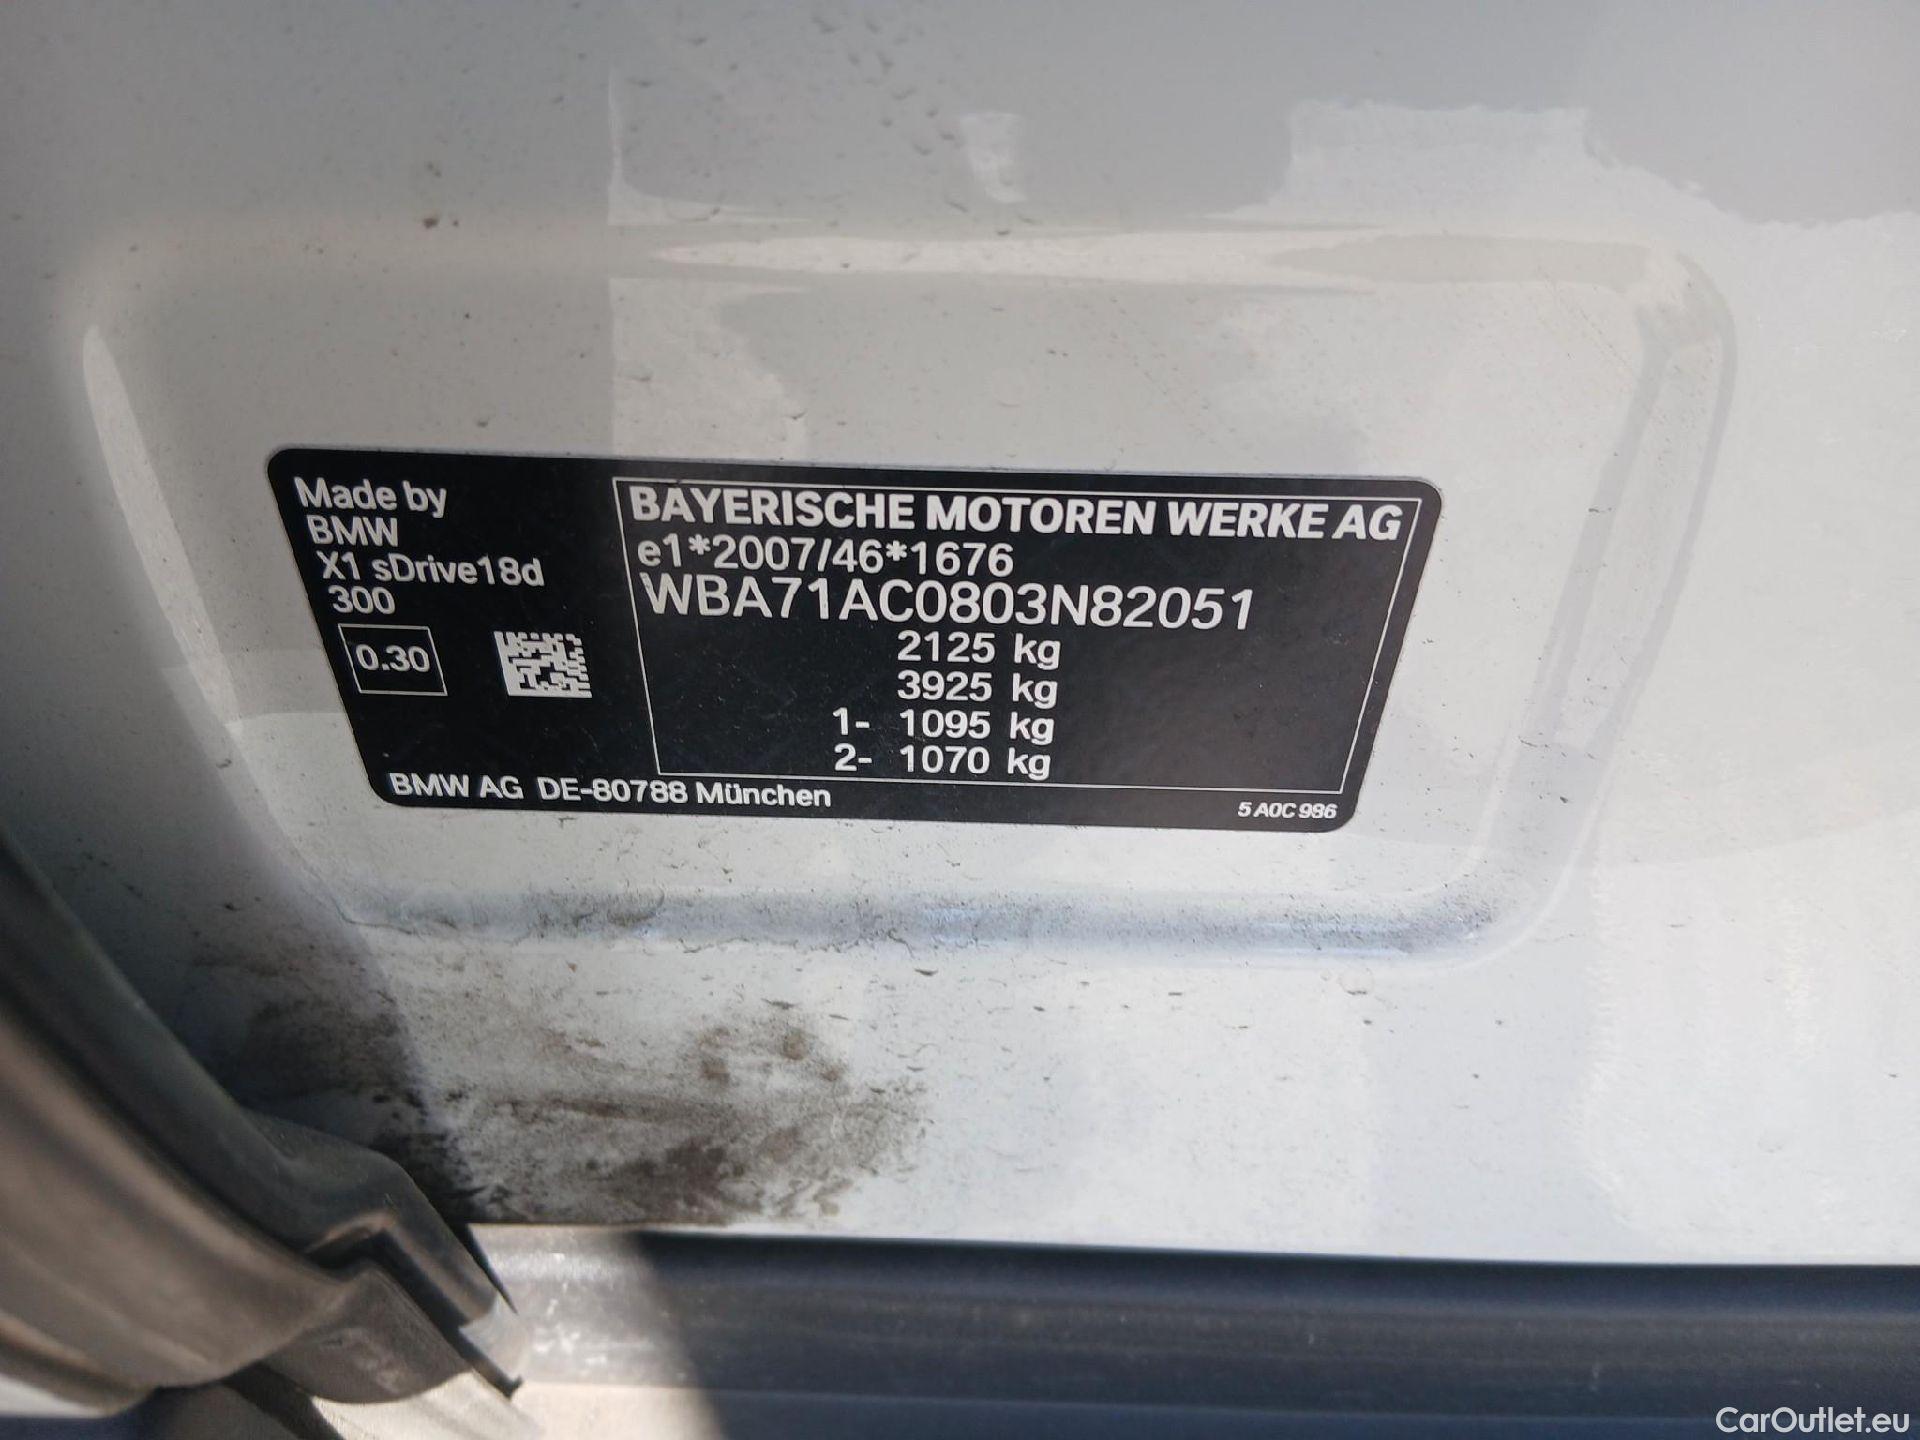 Made by
BMW
X1 sDrive18d
300
0.30
BAYERISCHE MOTOREN WERKE AG
e1*2007/46*1676
WBA71AC0803N82051
2125 kg
3925 kg
1- 1095 kg
2- 1070 kg
BMW AG DE-80788 München
5 A0C 986
CarOutlet.eu